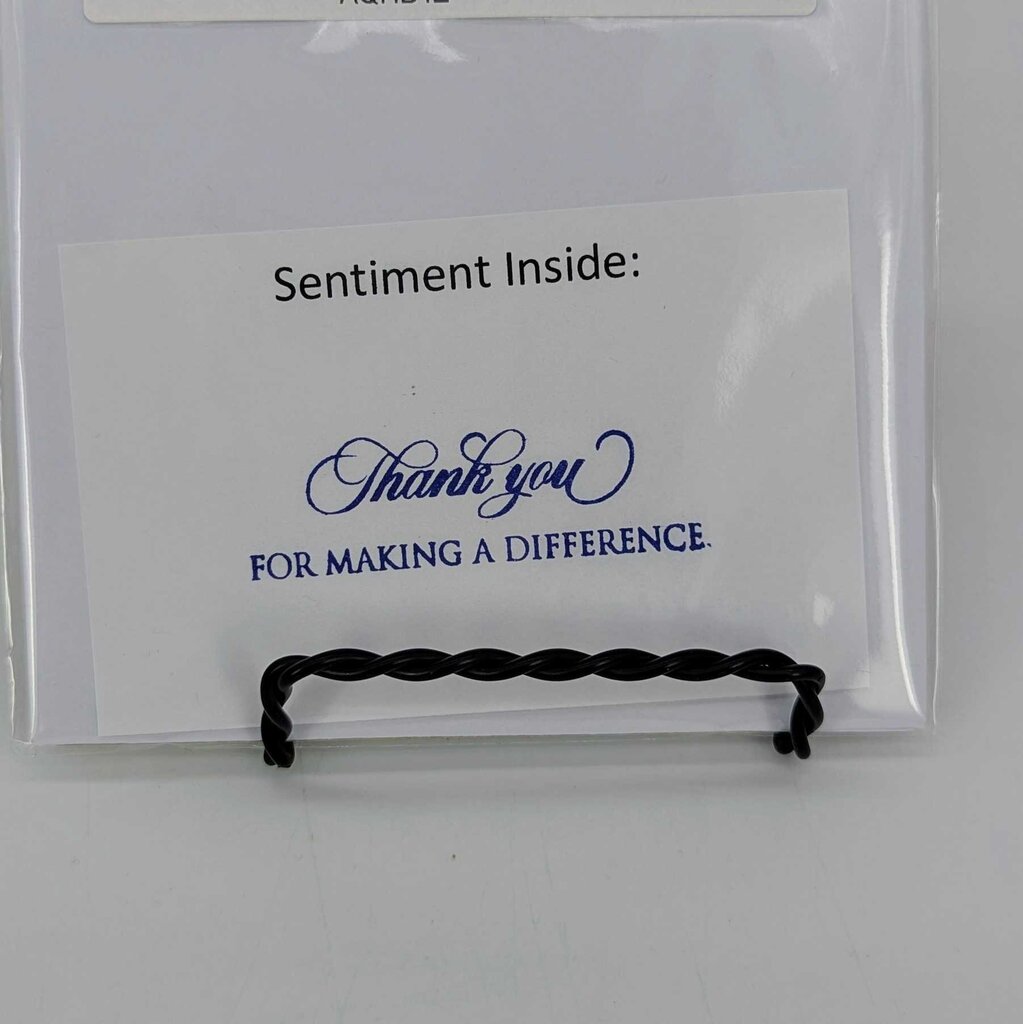 Sentiment Inside:
Thank you
FOR MAKING A DIFFERENCE.